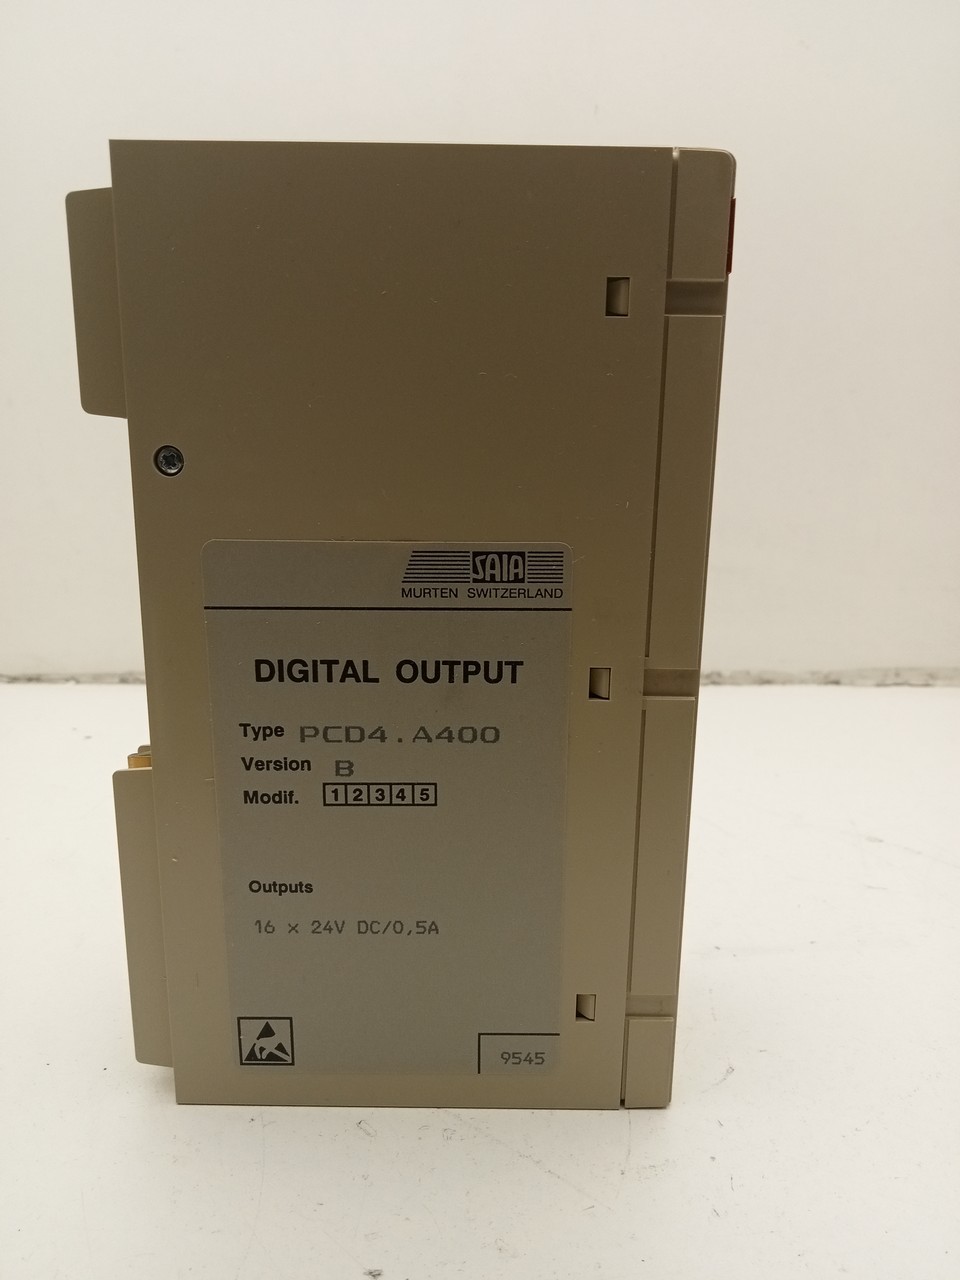 SAIA
MURTEN SWITZERLAND
DIGITAL OUTPUT
Type PCD4.A400
Version B
Modif. 1 2 3 4 5
Outputs
16 x 24V DC/0,5A
9545